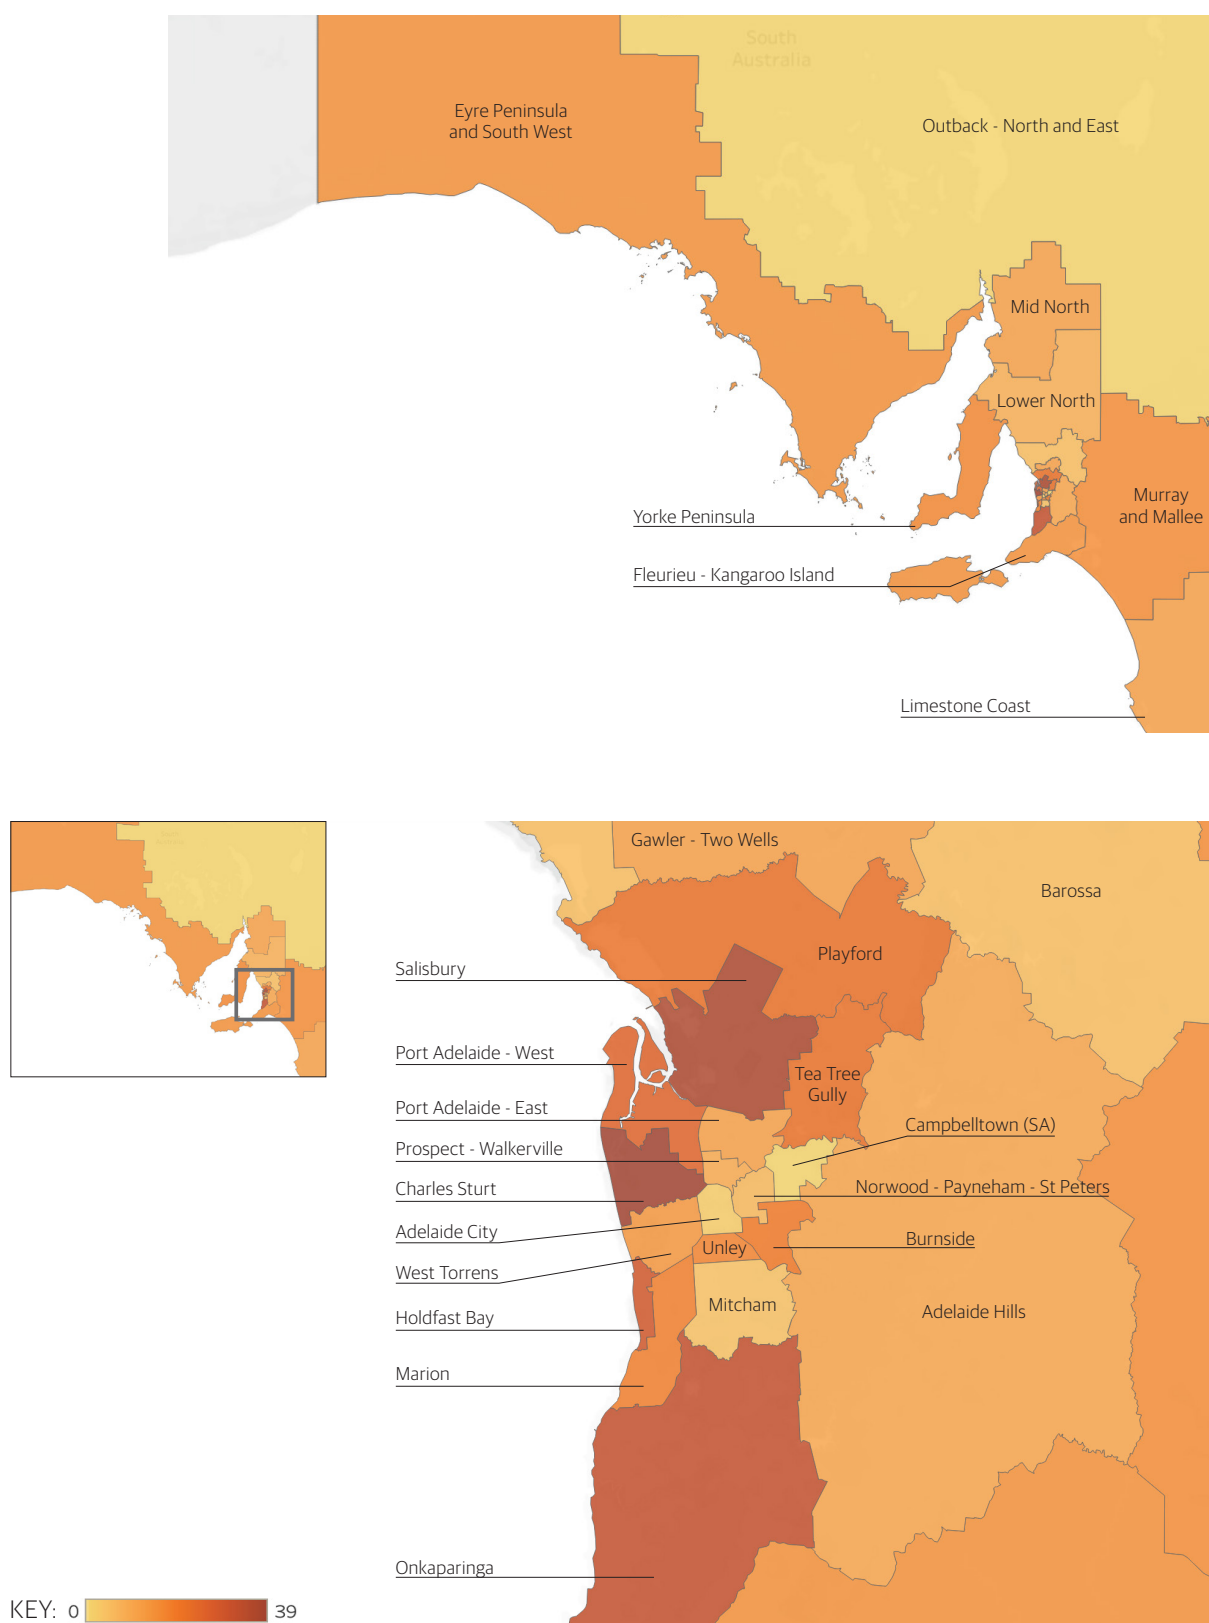 South
Australia
Eyre Peninsula
and South West
Outback - North and East
Mid North
Lower North
Murray
and Mallee
Yorke Peninsula
Fleurieu - Kangaroo Island
Limestone Coast
Gawler - Two Wells
Barossa
Playford
Salisbury
Port Adelaide - West
Tea Tree
Gully
Port Adelaide - East
Campbelltown (SA)
Prospect - Walkerville
Charles Sturt
Norwood - Payneham - St Peters
Adelaide City
Burnside
Unley
West Torrens
Mitcham
Adelaide Hills
Holdfast Bay
Marion
Onkaparinga
KEY: 0 39